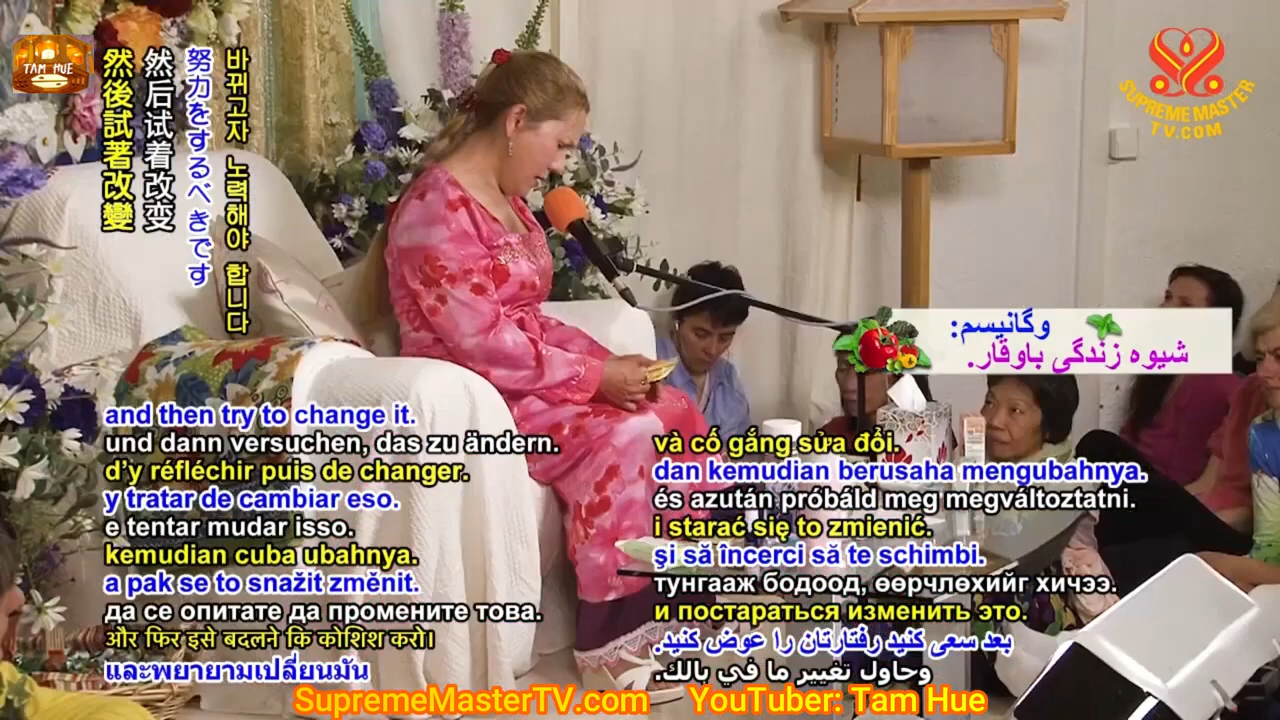 TAM HUE
SUPREME MASTER
TV.COM
바뀌고자 노력해야 합니다
努力をするべきです
然后试着改变
然後試著改變
وگانیسم:
شیوه زندگی باوقار.
and then try to change it.
und dann versuchen, das zu ändern.
d'y réfléchir puis de changer.
y tratar de cambiar eso.
e tentar mudar isso.
kemudian cuba ubahnya.
a pak se to snažit změnit.
да се опитате да промените това.
और फिर इसे बदलने कि कोशिश करो।
และพยายามเปลี่ยนมัน
và cố gắng sửa đổi.
dan kemudian berusaha mengubahnya.
és azután próbáld meg megváltoztatni.
i starać się to zmienić.
şi să încerci să te schimbi.
тунгааж бодоод, өөрчлөхийг хичээ.
и постараться изменить это.
بعد سعی کنید رفتارتان را عوض کنید.
وحاول تغيير ما في بالك.
SupremeMasterTV.com YouTuber: Tam Hue